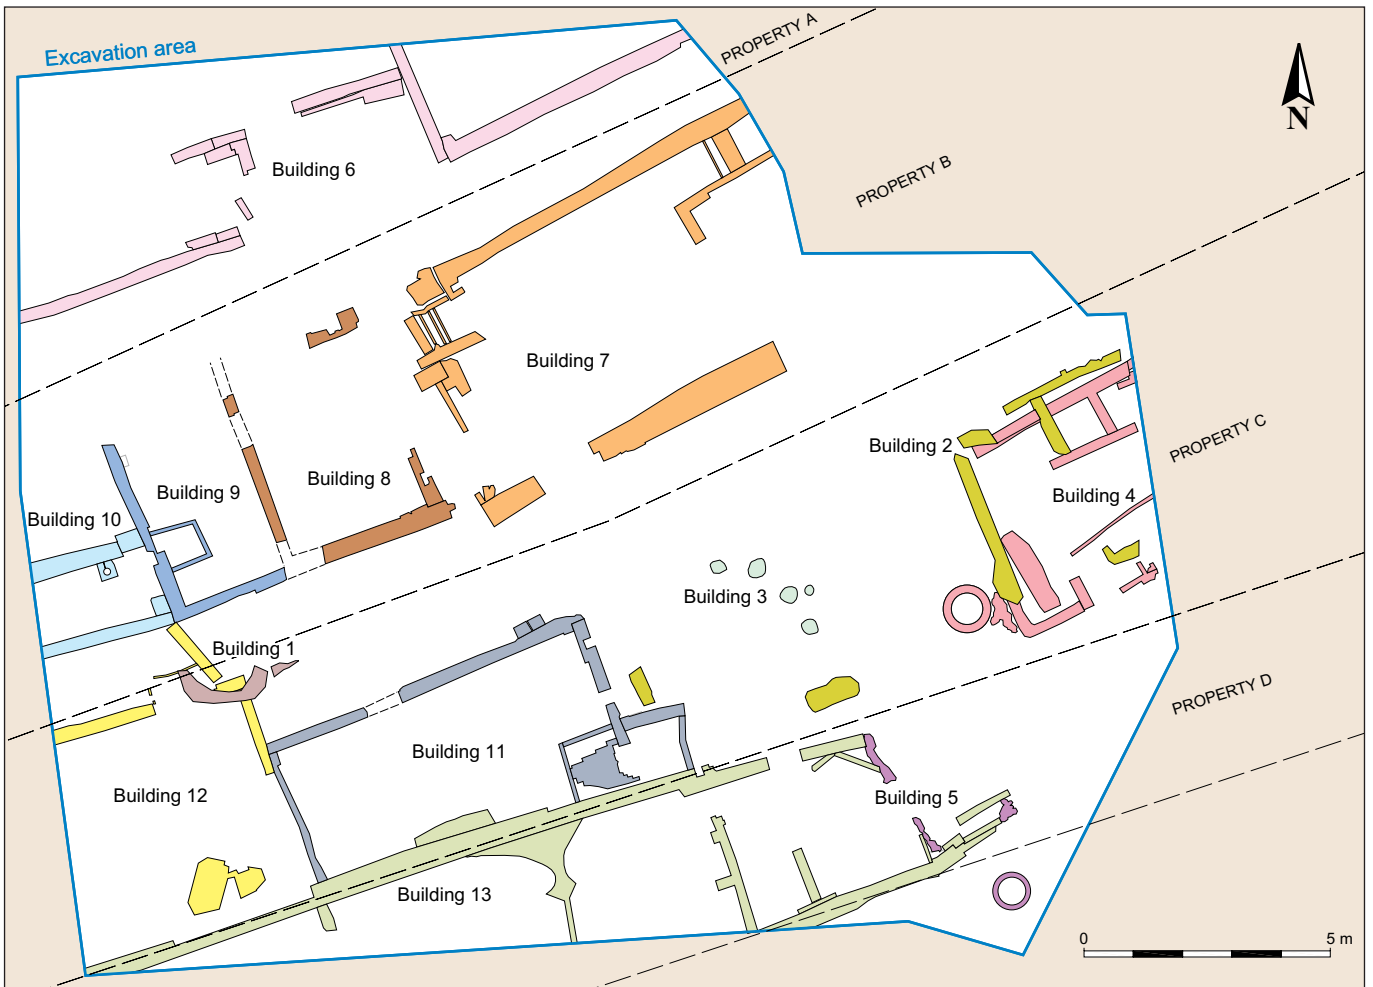 PROPERTY A
Excavation area
N
Building 6
PROPERTY B
Building 7
PROPERTY C
Building 2
Building 8
Building 9
Building 4
Building 10
Building 3
Building 1
PROPERTY D
Building 11
Building 12
Building 5
Building 13
0 5 m